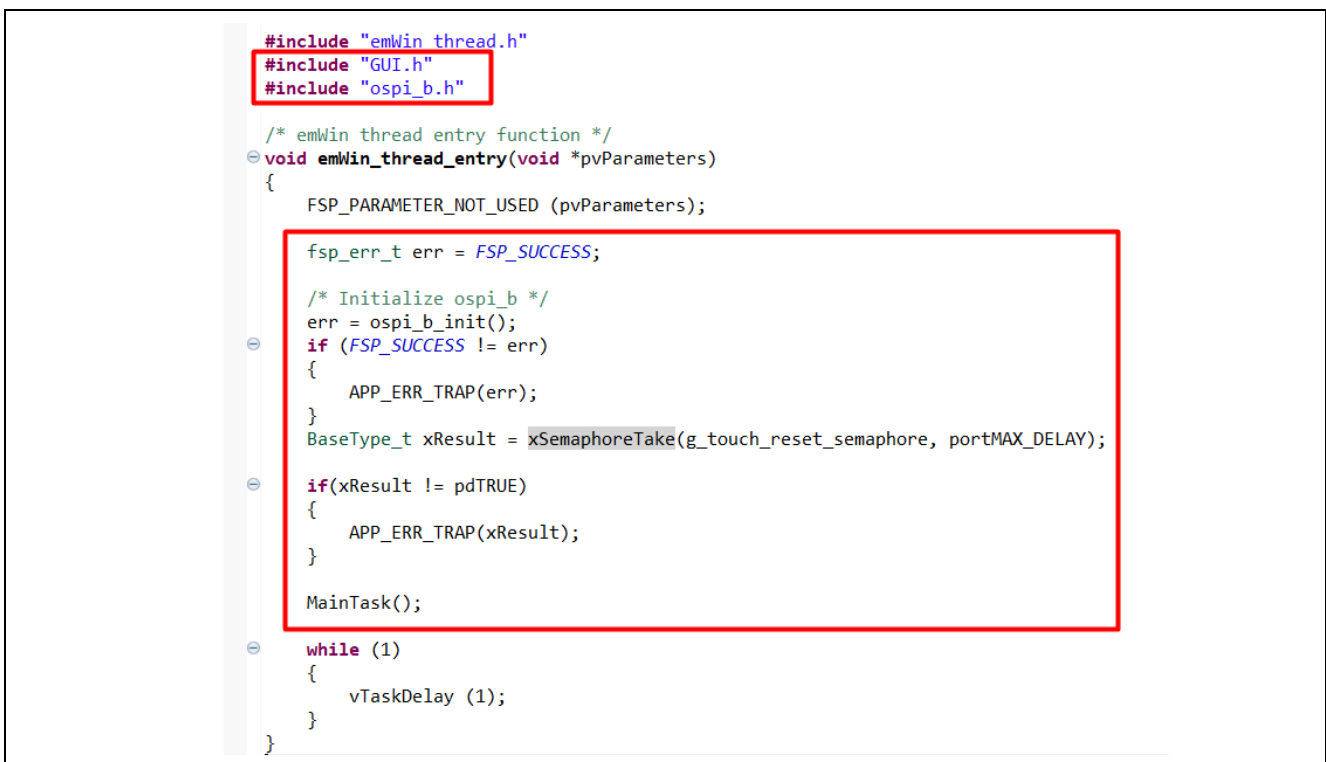 #include "emWin_thread.h"
#include "GUI.h"
#include "ospi_b.h"
/* emWin thread entry function */
void emWin_thread_entry(void *pvParameters)
{
FSP_PARAMETER_NOT_USED (pvParameters);
fsp_err_t err = FSP_SUCCESS;
/* Initialize ospi_b */
err = ospi_b_init();
if (FSP_SUCCESS != err)
{
APP_ERR_TRAP(err);
}
BaseType_t xResult = xSemaphoreTake(g_touch_reset_semaphore, portMAX_DELAY);
if(xResult != pdTRUE)
{
APP_ERR_TRAP(xResult);
}
MainTask();
while (1)
{
vTaskDelay (1);
}
}